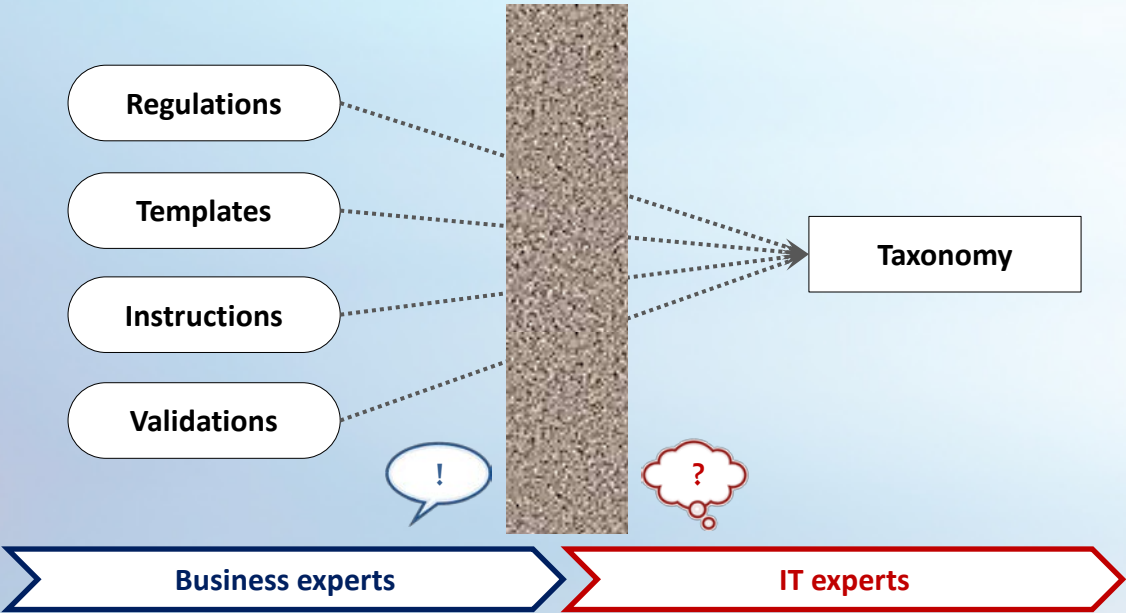 Regulations
Templates
Taxonomy
Instructions
Validations
!
?
Business experts
IT experts